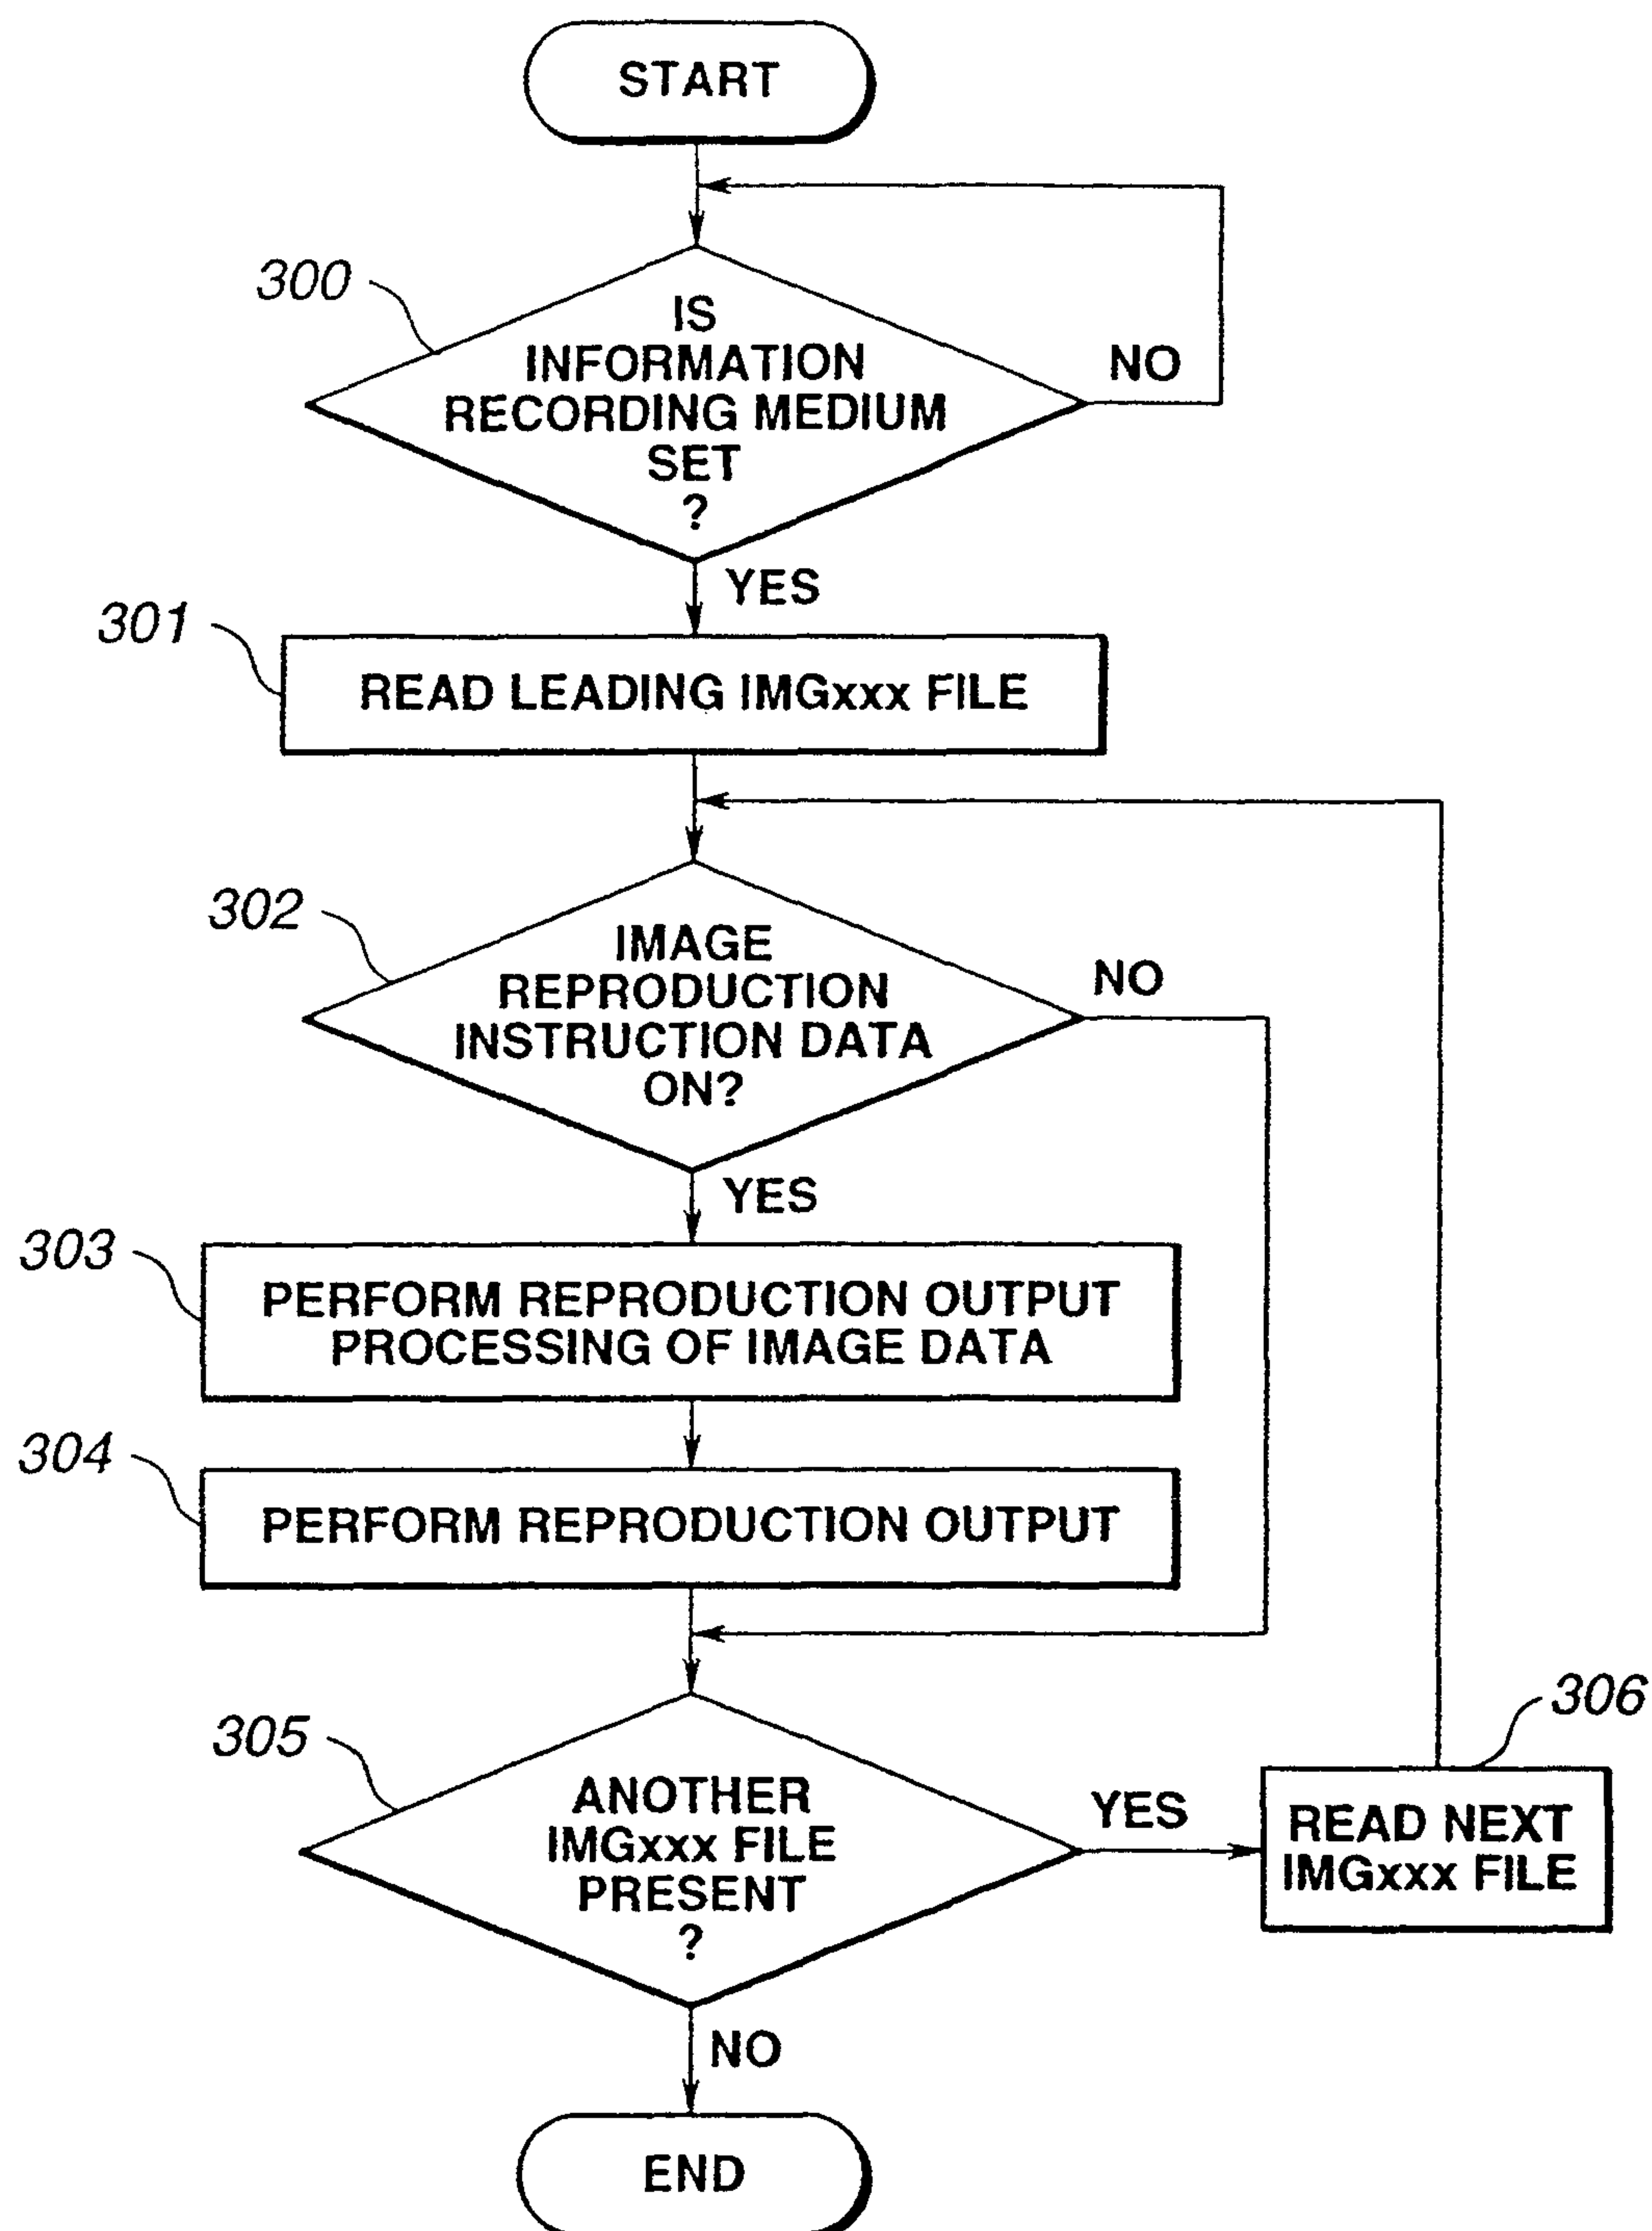 START
300
IS
INFORMATION
RECORDING MEDIUM
SET
?
NO
YES
301
READ LEADING IMGxxx FILE
302
IMAGE
REPRODUCTION
INSTRUCTION DATA
ON?
NO
YES
303
PERFORM REPRODUCTION OUTPUT
PROCESSING OF IMAGE DATA
304
PERFORM REPRODUCTION OUTPUT
305
ANOTHER
IMGxxx FILE
PRESENT
?
YES
306
READ NEXT
IMGxxx FILE
NO
END